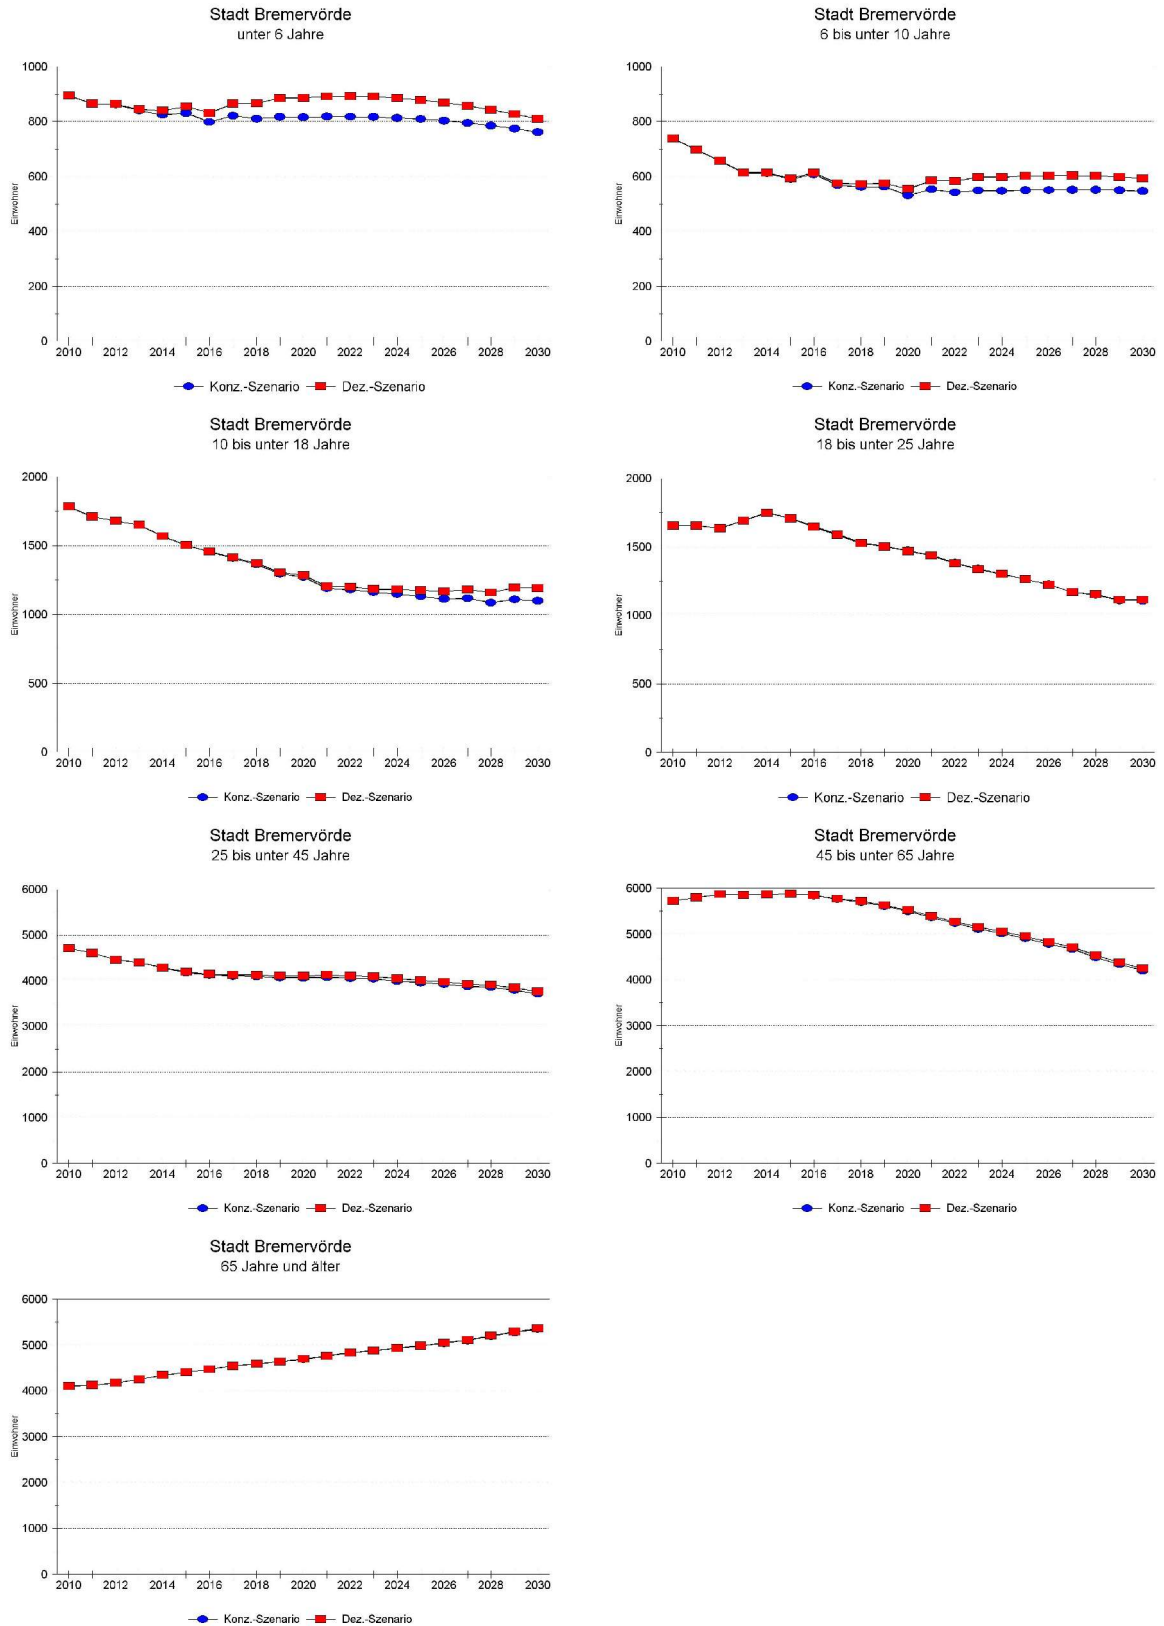 Stadt Bremervörde
unter 6 Jahre
1000
800
600
400
200
0
Einwohner
2010 2012 2014 2016 2018 2020 2022 2024 2026 2028 2030
Konz.-Szenario Dez.-Szenario
Stadt Bremervörde
6 bis unter 10 Jahre
1000
800
600
400
200
0
Einwohner
2010 2012 2014 2016 2018 2020 2022 2024 2026 2028 2030
Konz.-Szenario Dez.-Szenario
Stadt Bremervörde
10 bis unter 18 Jahre
2000
1500
1000
500
0
Einwohner
2010 2012 2014 2016 2018 2020 2022 2024 2026 2028 2030
Konz.-Szenario Dez.-Szenario
Stadt Bremervörde
18 bis unter 25 Jahre
2000
1500
1000
500
0
Einwohner
2010 2012 2014 2016 2018 2020 2022 2024 2026 2028 2030
Konz.-Szenario Dez.-Szenario
Stadt Bremervörde
25 bis unter 45 Jahre
6000
5000
4000
3000
2000
1000
0
Einwohner
2010 2012 2014 2016 2018 2020 2022 2024 2026 2028 2030
Konz.-Szenario Dez.-Szenario
Stadt Bremervörde
45 bis unter 65 Jahre
6000
5000
4000
3000
2000
1000
0
Einwohner
2010 2012 2014 2016 2018 2020 2022 2024 2026 2028 2030
Konz.-Szenario Dez.-Szenario
Stadt Bremervörde
65 Jahre und älter
6000
5000
4000
3000
2000
1000
0
Einwohner
2010 2012 2014 2016 2018 2020 2022 2024 2026 2028 2030
Konz.-Szenario Dez.-Szenario